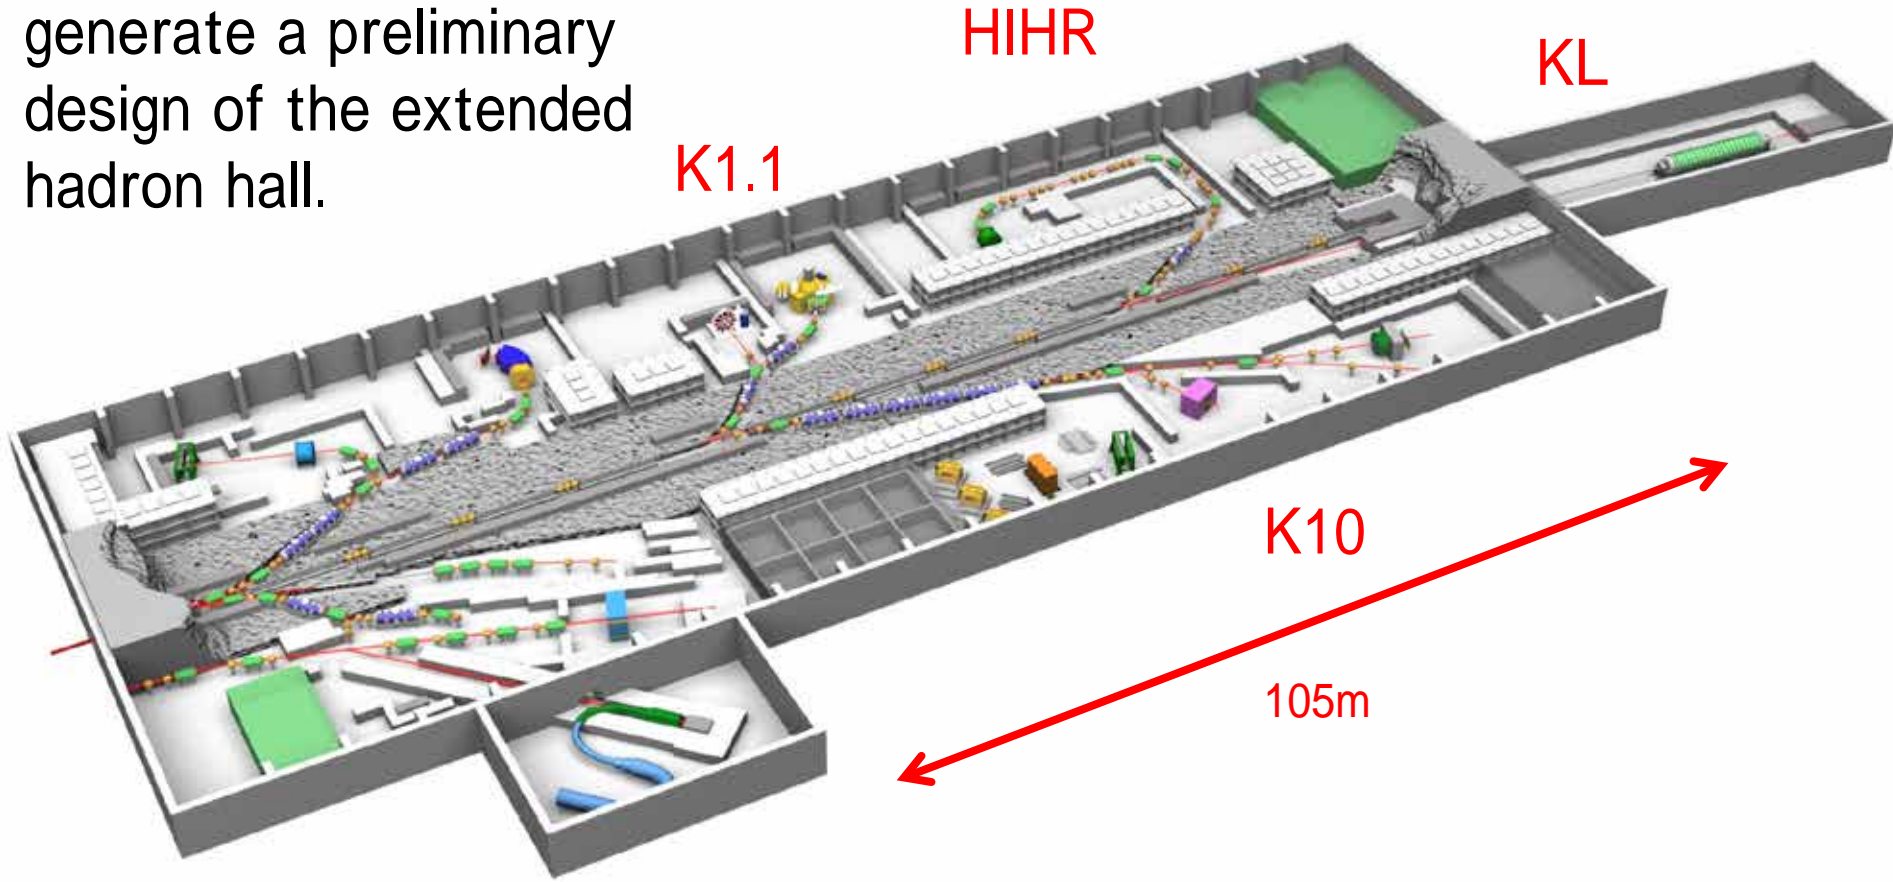 generate a preliminary
design of the extended
hadron hall.
HIHR
KL
K1.1
K10
105m